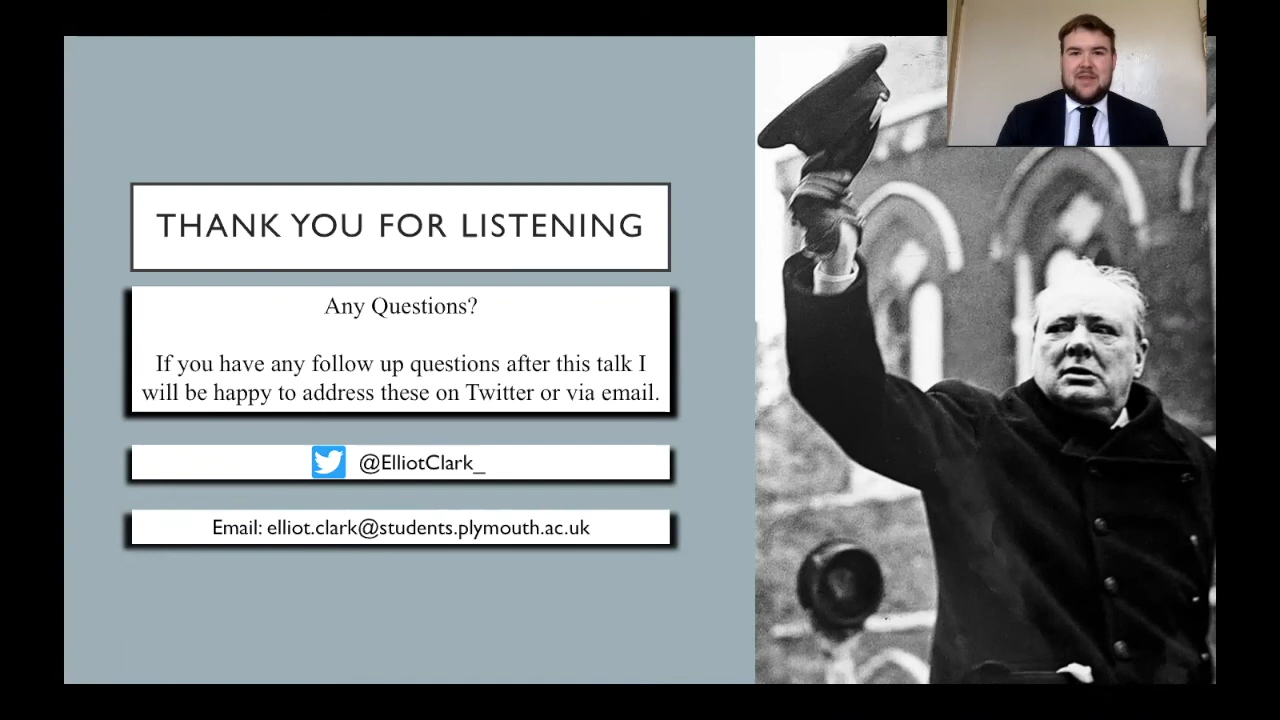 THANK YOU FOR LISTENING
Any Questions?
If you have any follow up questions after this talk I
will be happy to address these on Twitter or via email.
@ElliotClark_
Email: elliot.clark@students.plymouth.ac.uk